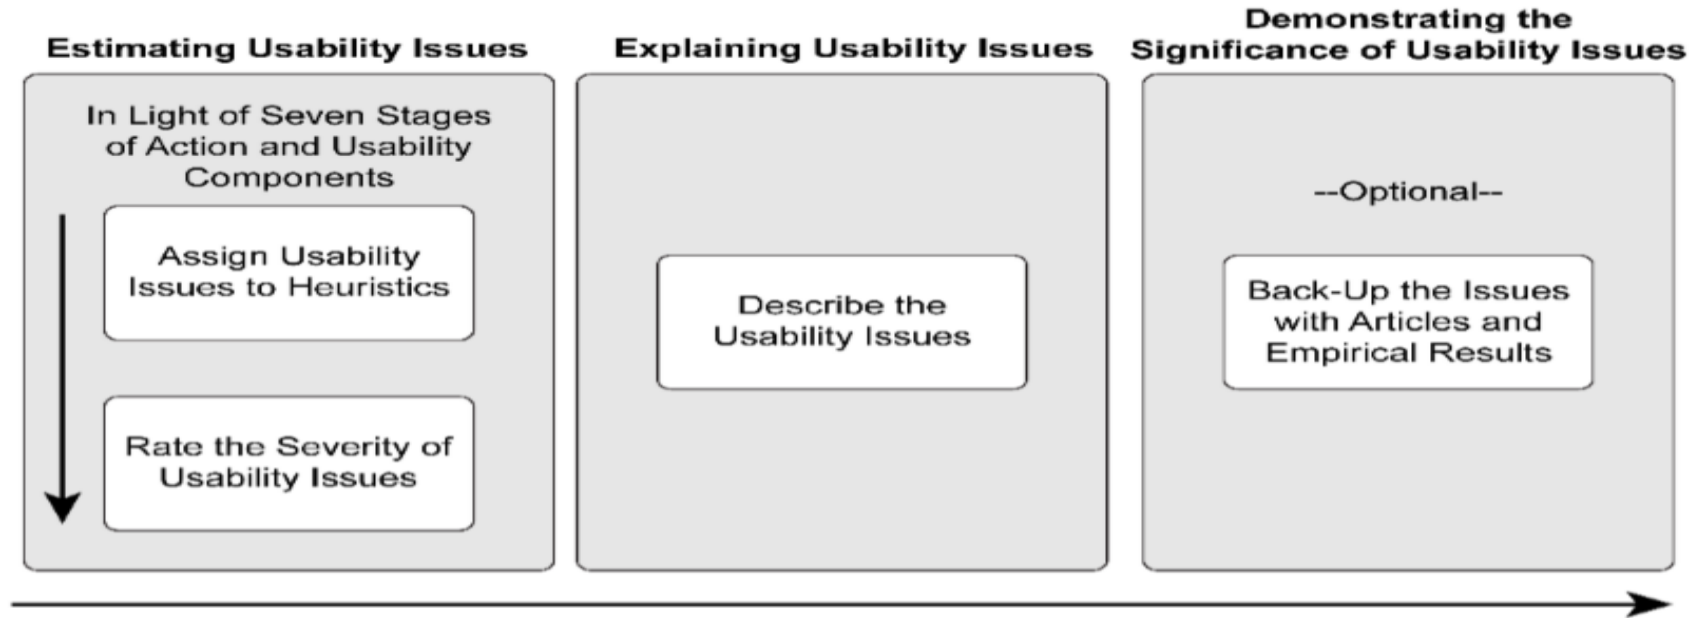 Estimating Usability Issues
In Light of Seven Stages
of Action and Usability
Components
Assign Usability
Issues to Heuristics
Rate the Severity of
Usability Issues
Explaining Usability Issues
Describe the
Usability Issues
Demonstrating the
Significance of Usability Issues
--Optional--
Back-Up the Issues
with Articles and
Empirical Results